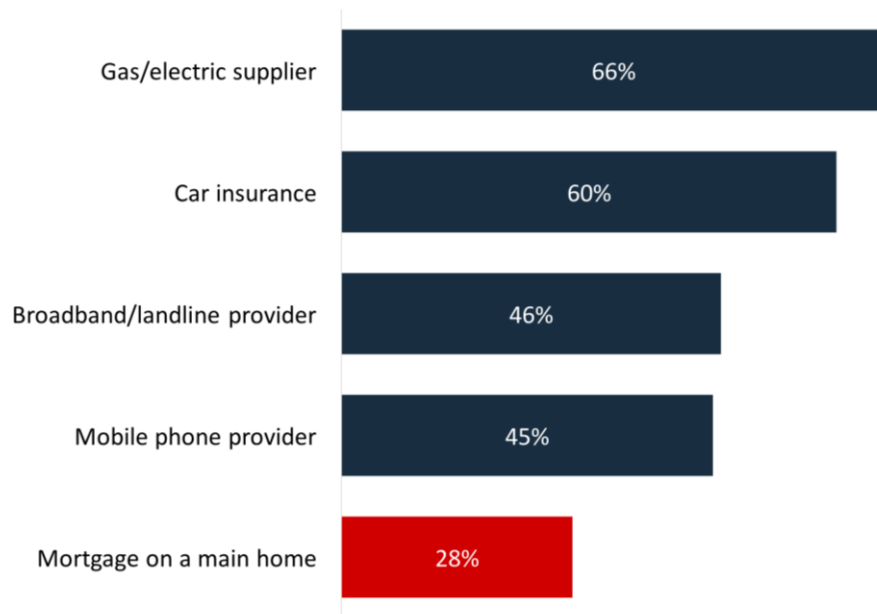 Gas/electric supplier
66%
Car insurance
60%
Broadband/landline provider
46%
Mobile phone provider
45%
Mortgage on a main home
28%